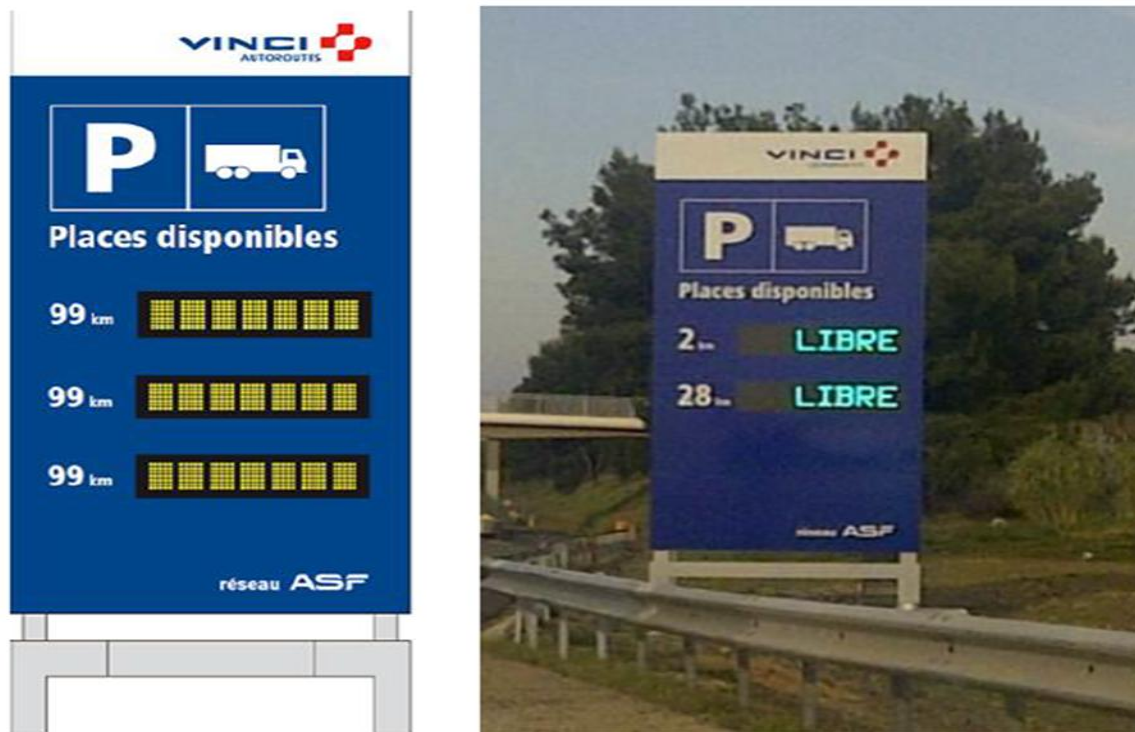 VINCI
AUTOROUTES
P
Places disponibles
99 km
99 km
99 km
réseau ASF
VINCI
P
Places disponibles
2 km LIBRE
28 km LIBRE
réseau ASF